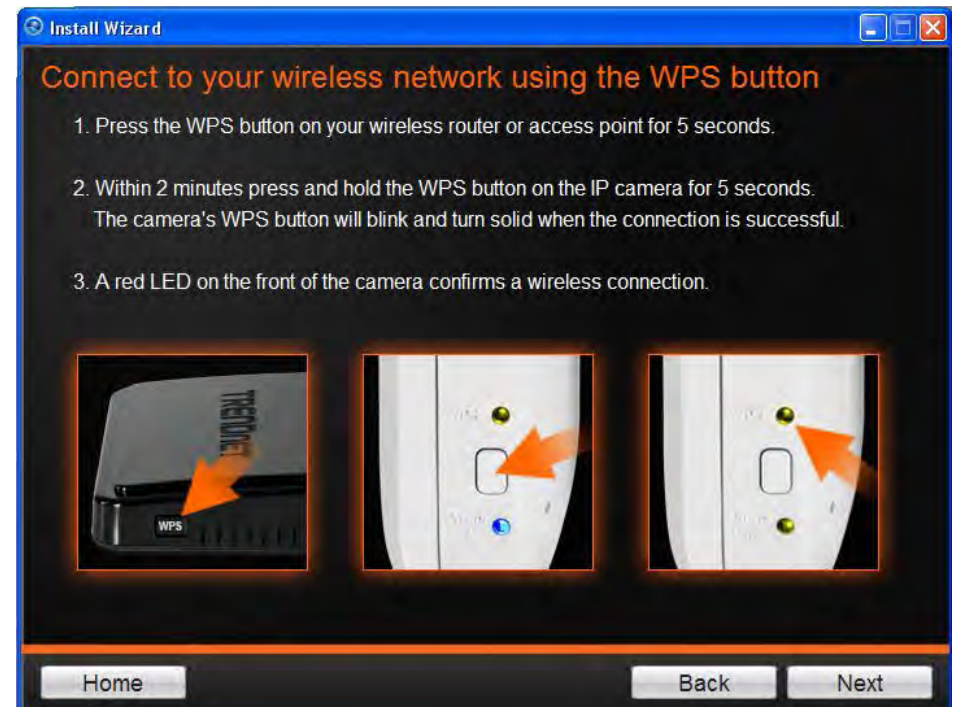 Install Wizard
Connect to your wireless network using the WPS button
1. Press the WPS button on your wireless router or access point for 5 seconds.
2. Within 2 minutes press and hold the WPS button on the IP camera for 5 seconds.
The camera's WPS button will blink and turn solid when the connection is successful.
3. A red LED on the front of the camera confirms a wireless connection.
TRENDNET
WPS
Home
Back
Next